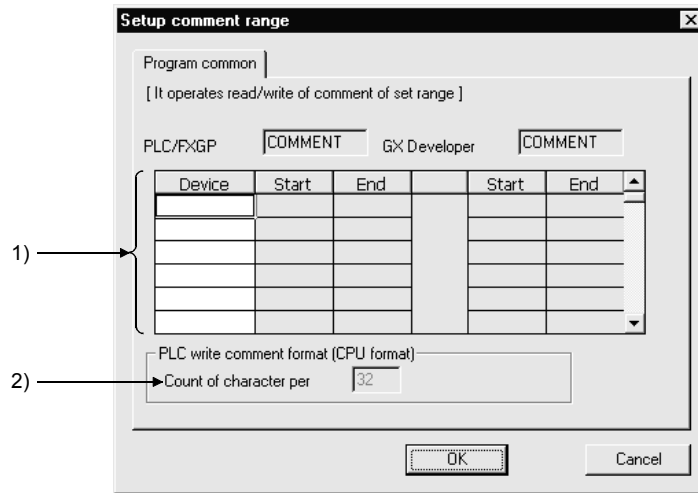 Setup comment range
Program common
[ It operates read/write of comment of set range ]
PLC/FXGP COMMENT GX Developer COMMENT
Device Start End Start End
1)
PLC write comment format (CPU format)
2) Count of character per 32
OK Cancel